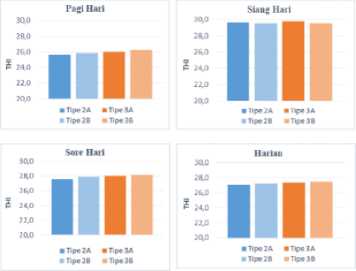 Pagi Hari
30,0
28,0
26,0
24,0
22,0
20,0
THI
Tipe 2A
Tipe 3A
Tipe 2B
Tipe 3B
Siang Hari
30,0
28,0
26,0
24,0
22,0
20,0
THI
Tipe 2A
Tipe 3A
Tipe 2B
Tipe 3B
Sore Hari
30,0
28,0
26,0
24,0
22,0
20,0
THI
Tipe 2A
Tipe 3A
Tipe 2B
Tipe 3B
Harian
30,0
28,0
26,0
24,0
22,0
20,0
THI
Tipe 2A
Tipe 3A
Tipe 2B
Tipe 3B